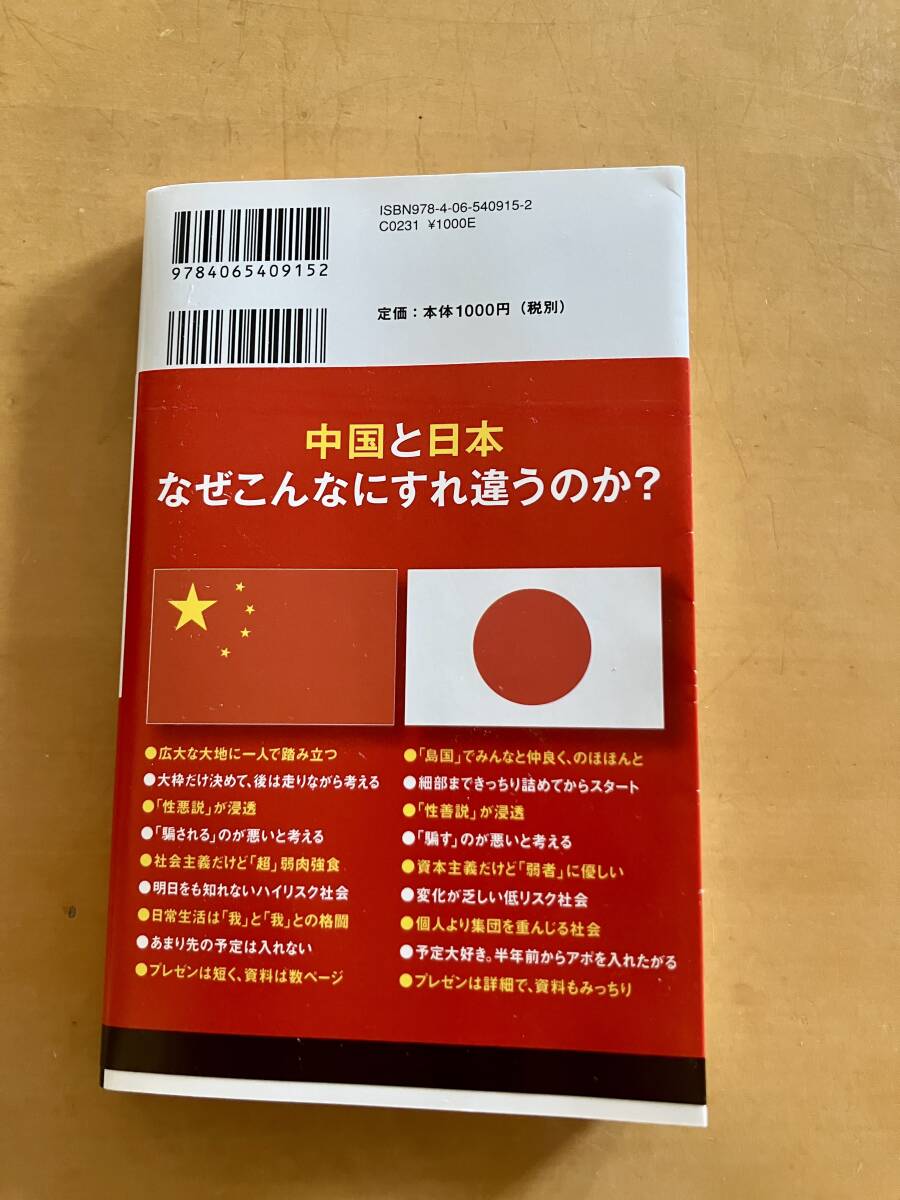 ISBN978-4-06-540915-2
C0231 ¥1000E
9784065409152
定価：本体1000円（税別）
中国と日本
なぜこんなにすれ違うのか？
●広大な大地に一人で踏み立つ
●大枠だけ決めて、後は走りながら考える
●「性悪説」が浸透
●「騙される」のが悪いと考える
●社会主義だけど「超」弱肉強食
●明日をも知れないハイリスク社会
●日常生活は「我」と「我」との格闘
●あまり先の予定は入れない
●プレゼンは短く、資料は数ページ
●「島国」でみんなと仲良く、のほほんと
●細部まできっちり詰めてからスタート
●「性善説」が浸透
●「騙す」のが悪いと考える
●資本主義だけど「弱者」に優しい
●変化が乏しい低リスク社会
●個人より集団を重んじる社会
●予定大好き。半年前からアポを入れたがる
●プレゼンは詳細で、資料もみっちり